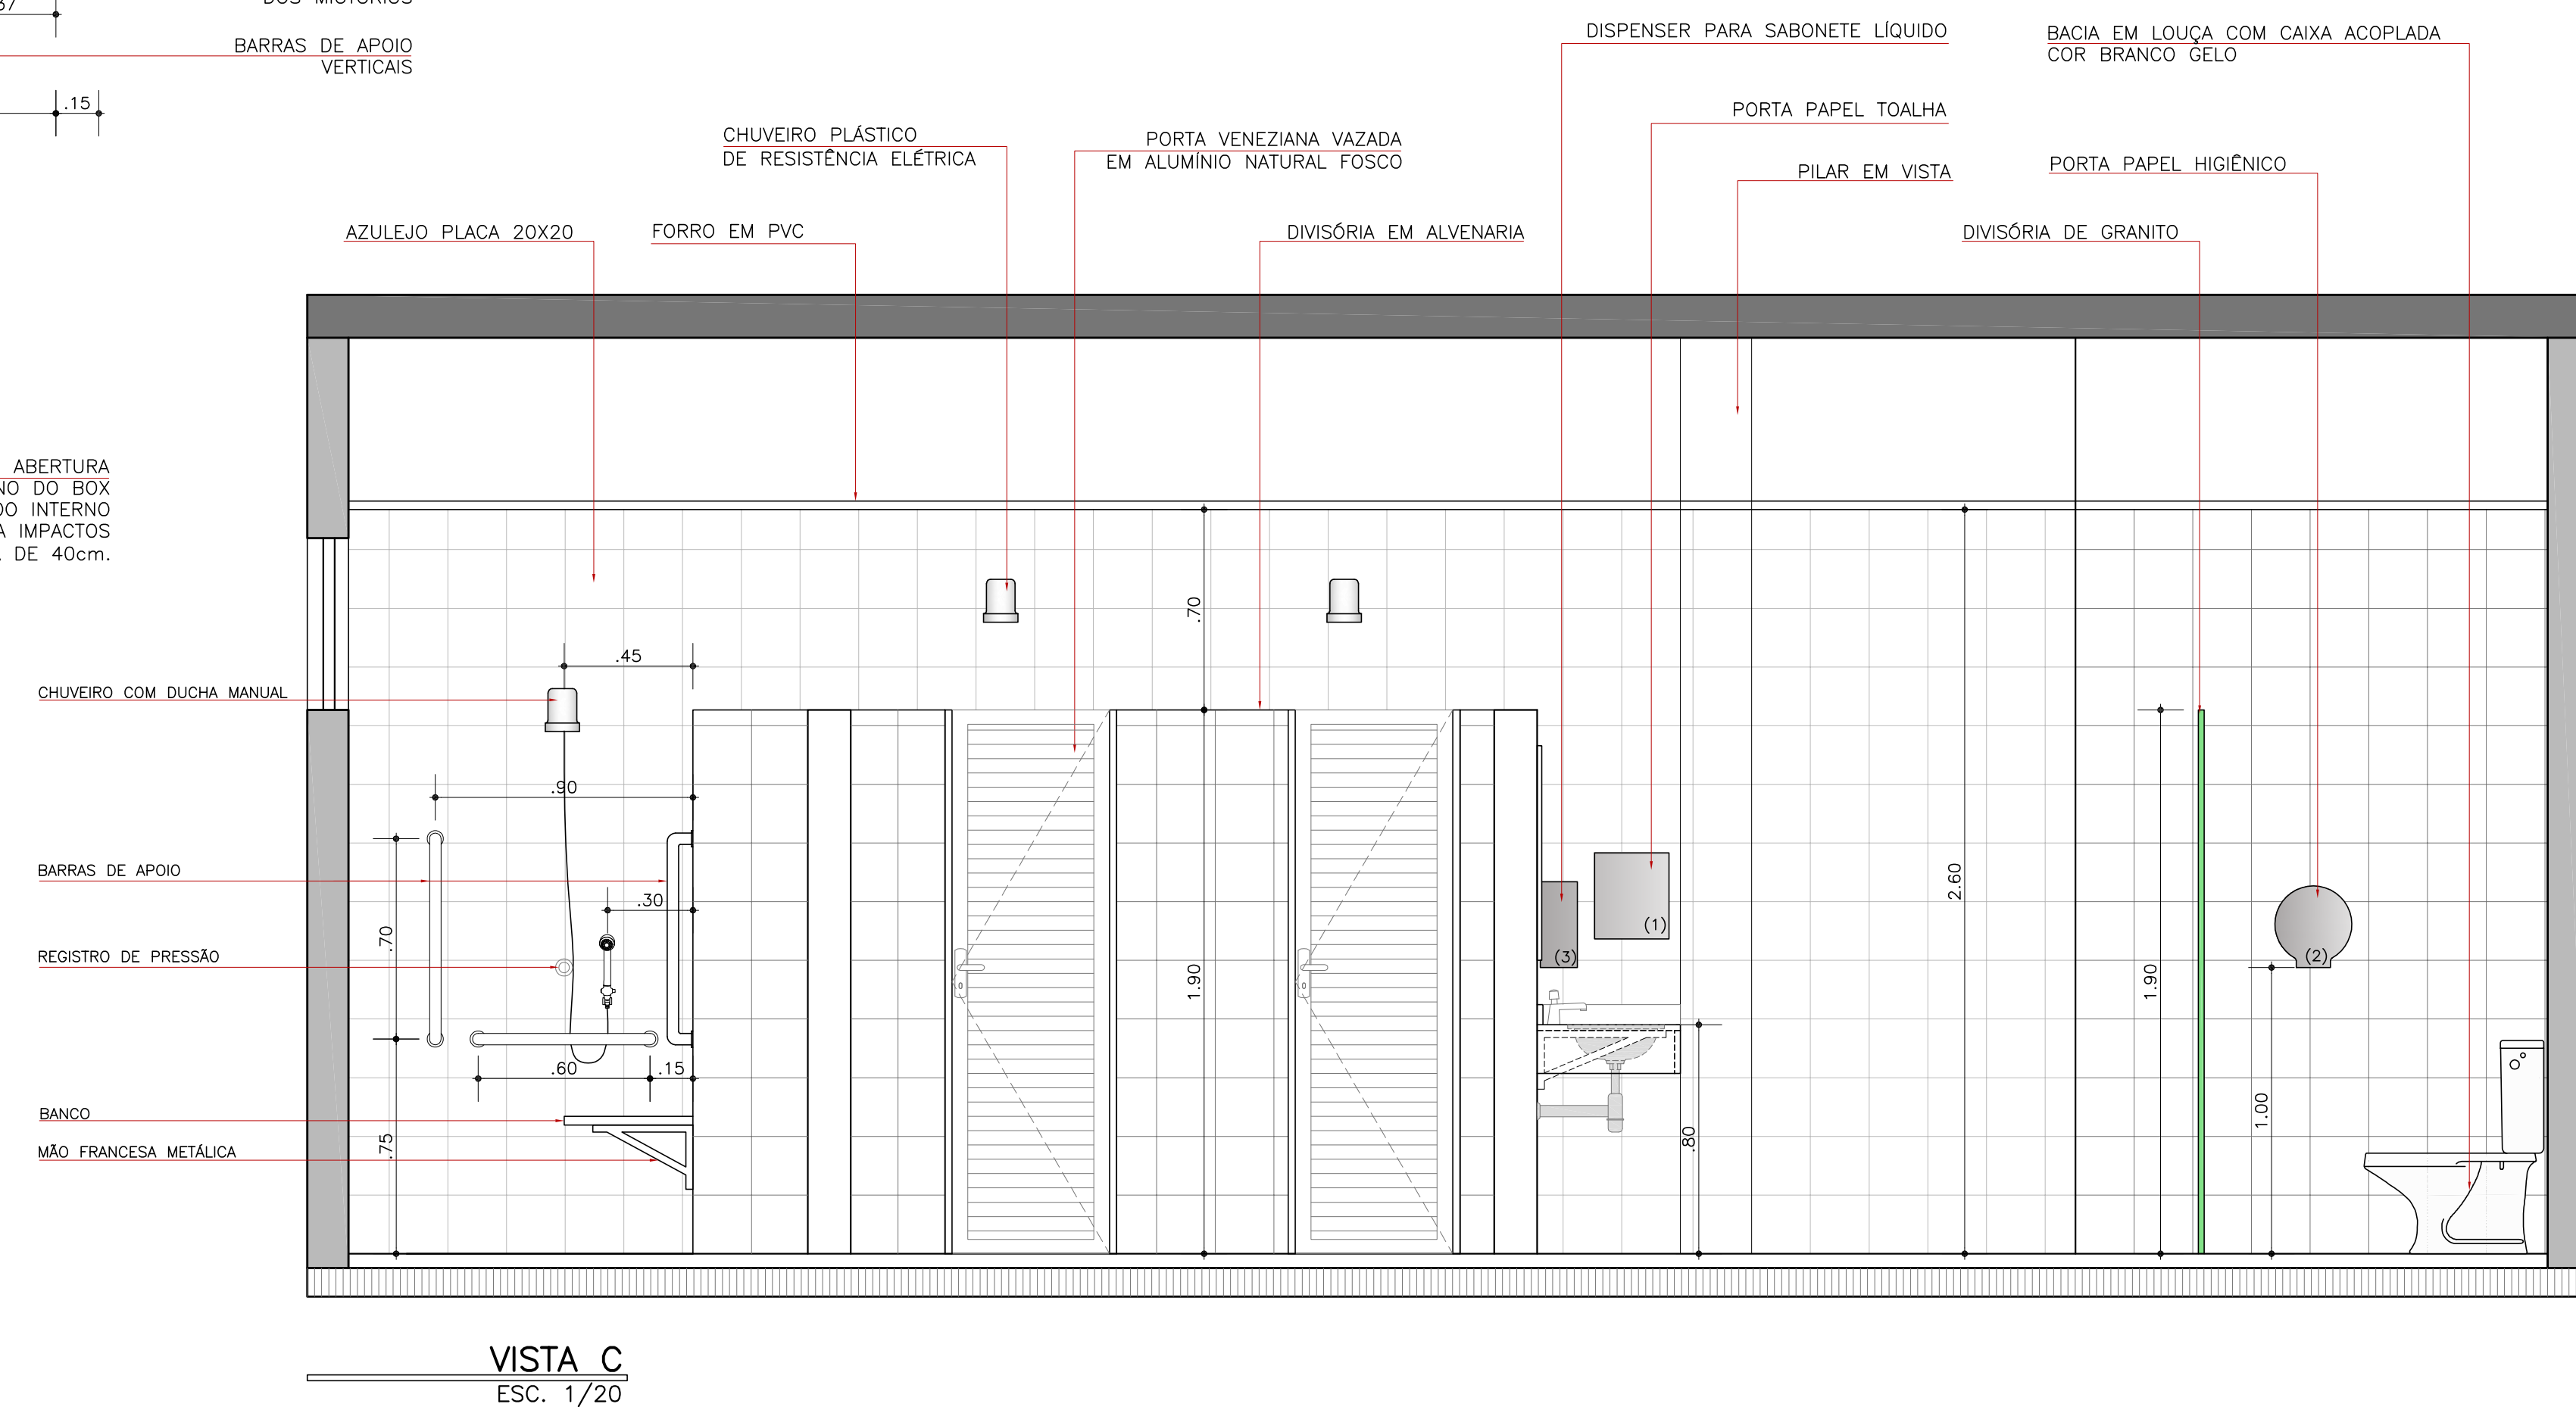 .15
BARRAS DE APOIO
VERTICAIS
DISPENSER PARA SABONETE LÍQUIDO
BACIA EM LOUÇA COM CAIXA ACOPLADA
COR BRANCO GELO
PORTA PAPEL TOALHA
CHUVEIRO PLÁSTICO
DE RESISTÊNCIA ELÉTRICA
PORTA VENEZIANA VAZADA
EM ALUMÍNIO NATURAL FOSCO
PILAR EM VISTA
PORTA PAPEL HIGIÊNICO
AZULEJO PLACA 20X20
FORRO EM PVC
DIVISÓRIA EM ALVENARIA
DIVISÓRIA DE GRANITO
ABERTURA
NO DO BOX
DO INTERNO
A IMPACTOS
DE 40cm.
.70
.45
CHUVEIRO COM DUCHA MANUAL
.90
BARRAS DE APOIO
.30
2.60
(1)
.70
REGISTRO DE PRESSÃO
(3)
(2)
1.90
1.90
.60
.15
1.00
BANCO
.75
.80
MÃO FRANCESA METÁLICA
VISTA C
ESC. 1/20